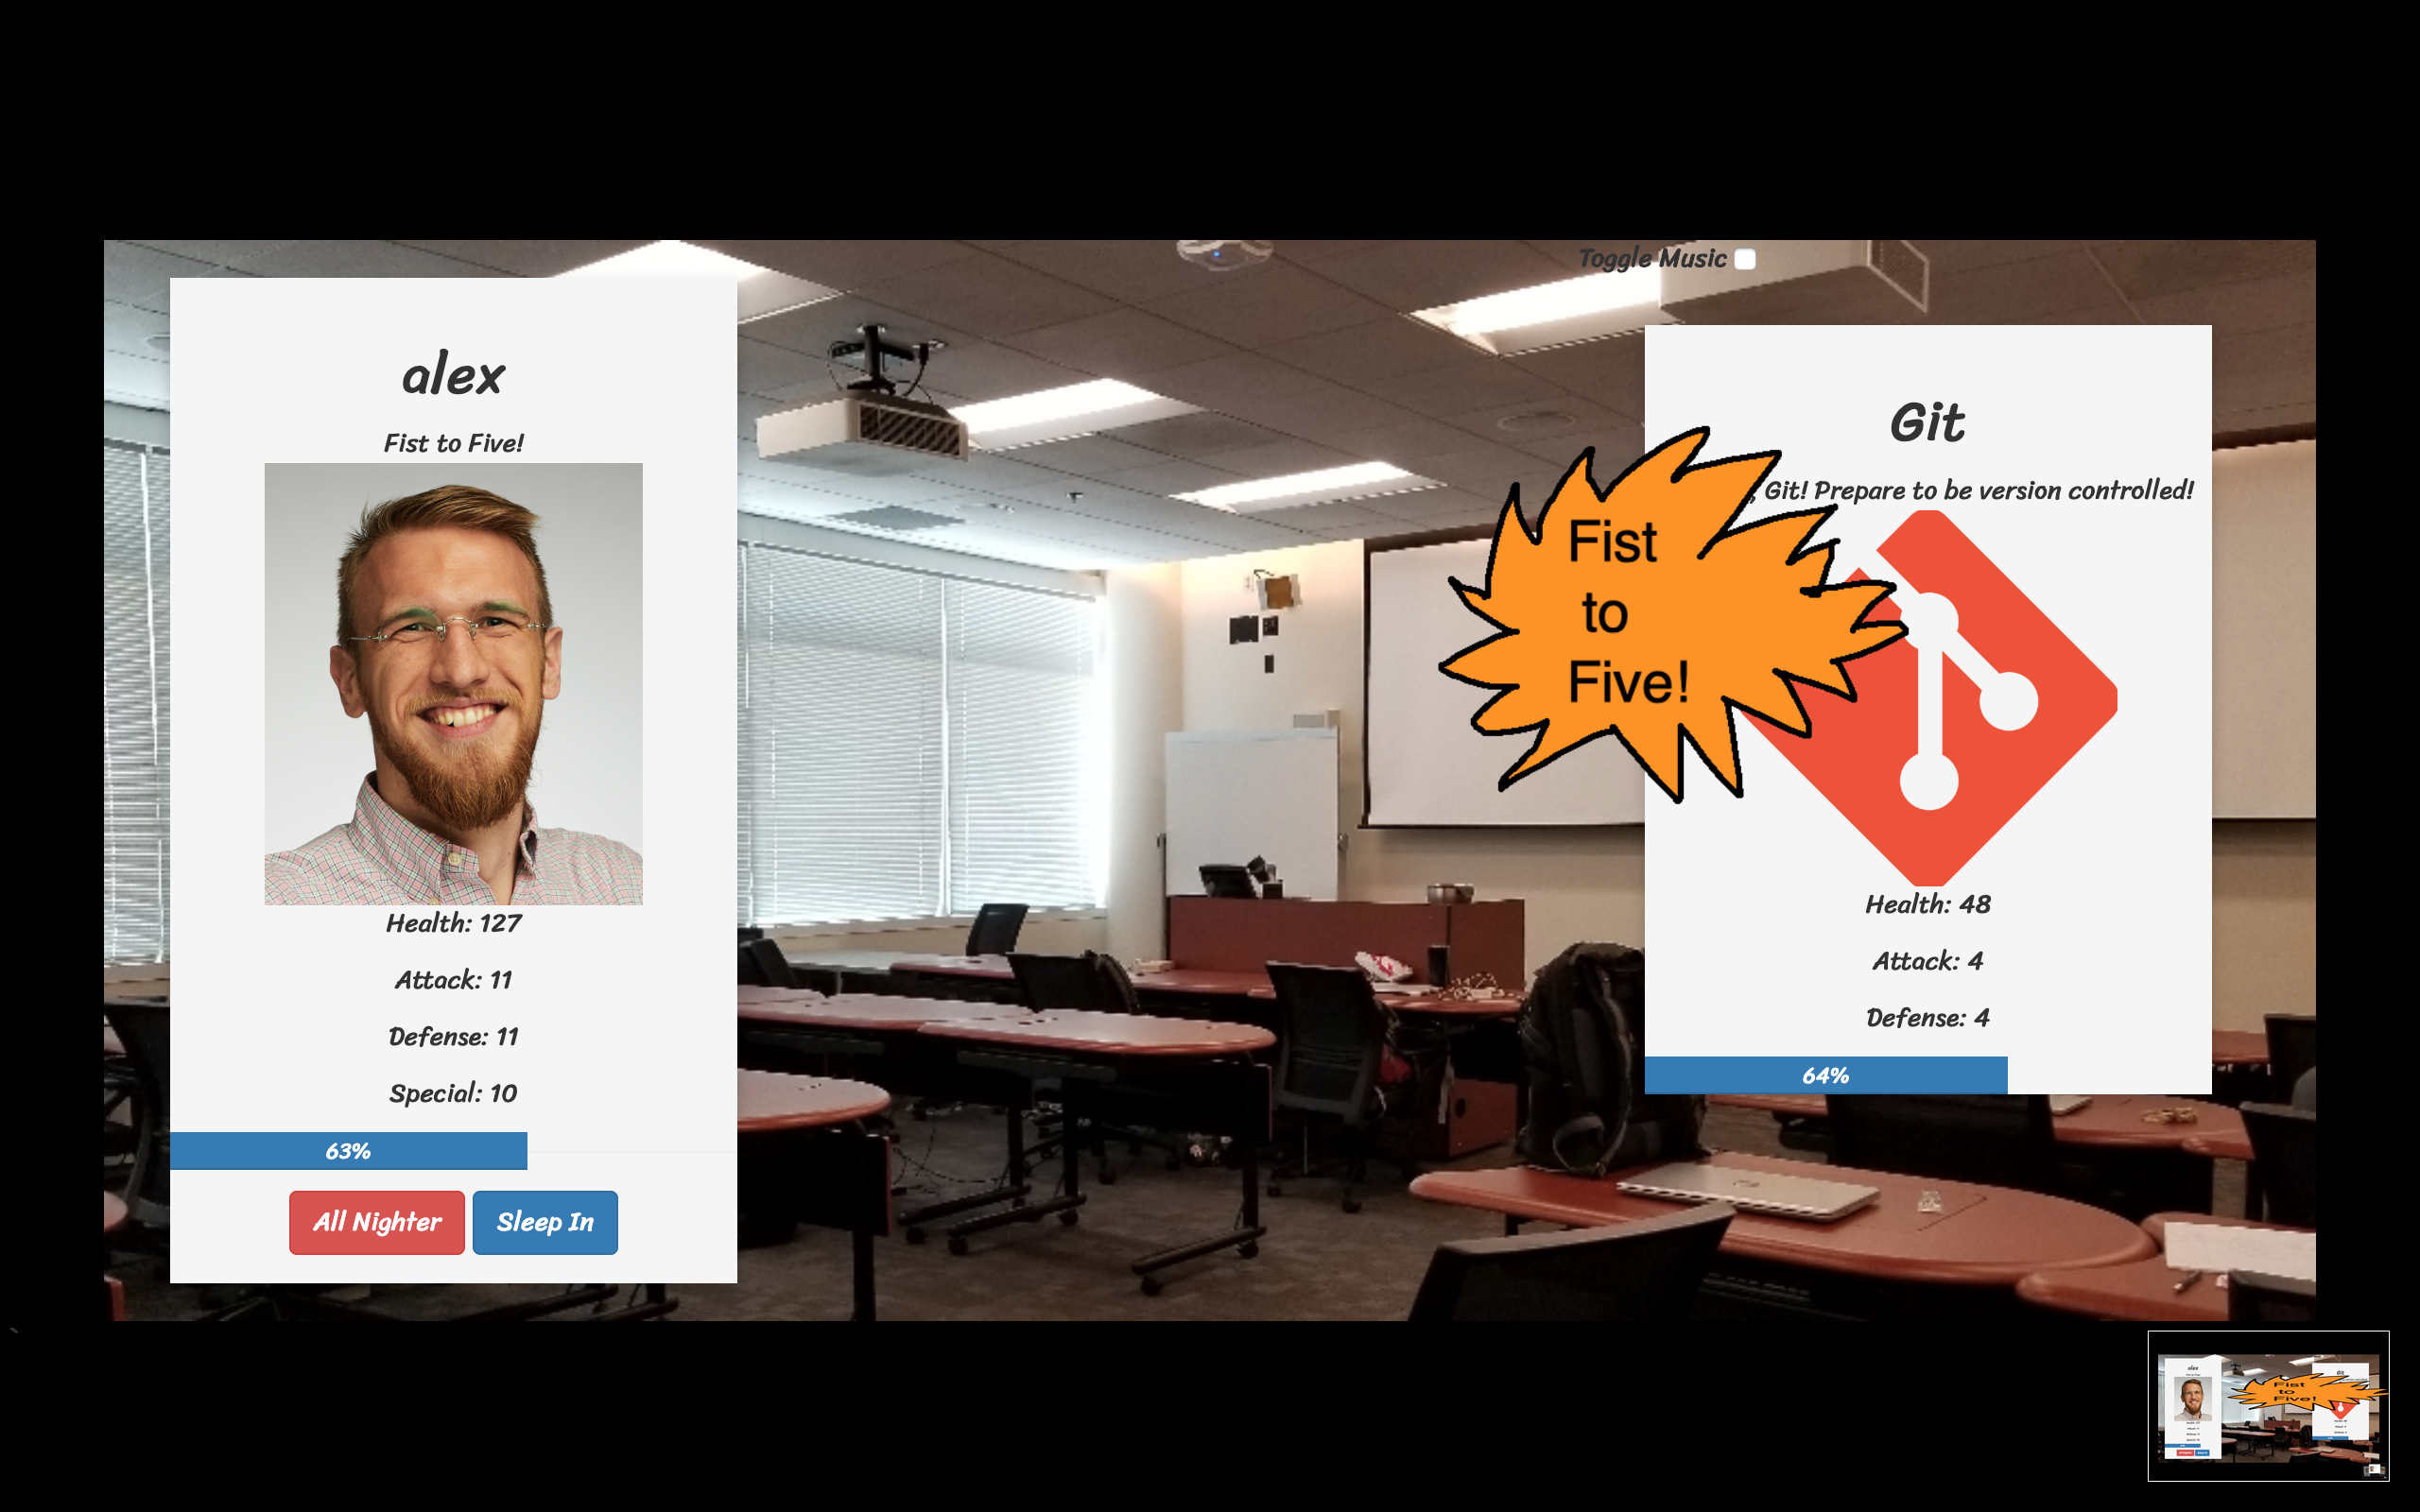 Toggle Music
alex
Fist to Five!
Health: 127
Attack: 11
Defense: 11
Special: 10
63%
All Nighter
Sleep In
Fist
to
Five!
Git
, Git! Prepare to be version controlled!
Health: 48
Attack: 4
Defense: 4
64%